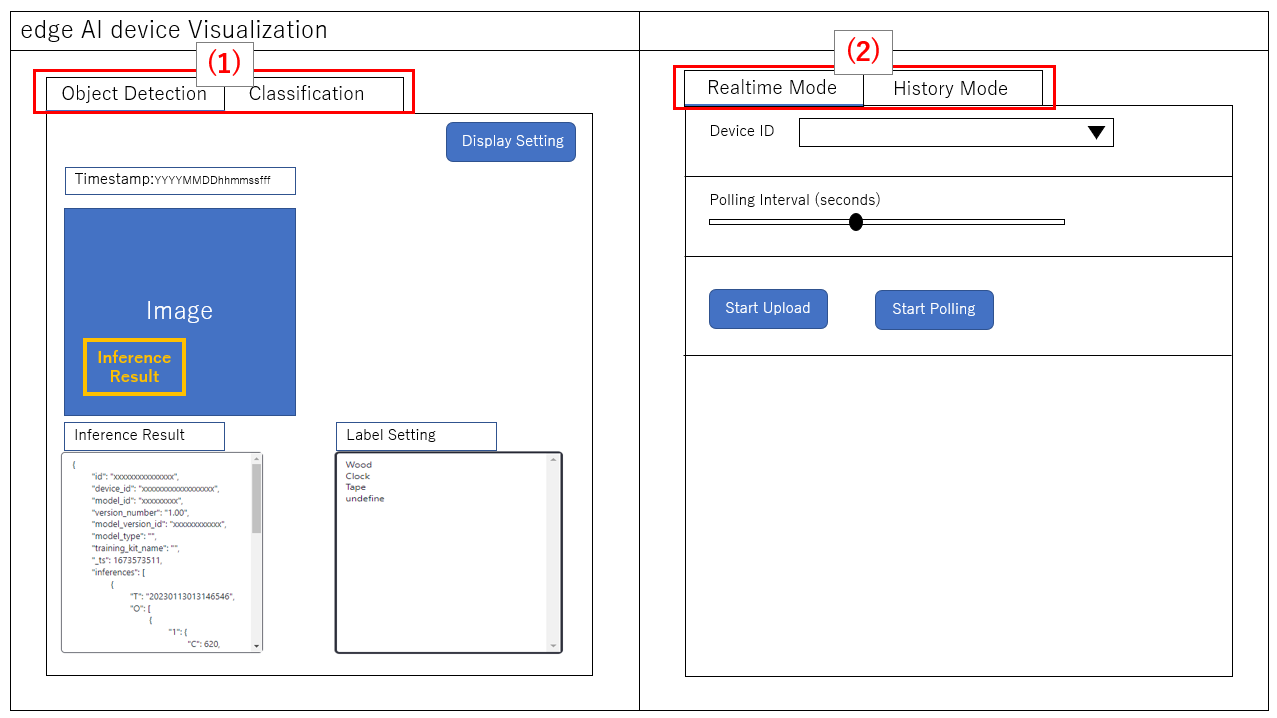 edge AI device Visualization
(1)
Object Detection
Classification
Display Setting
Timestamp:YYYYMMDDhhmmssfff
Image
Inference
Result
Inference Result
{
"id": "xxxxxxxxxxxxxxx",
"device_id": "xxxxxxxxxxxxxxxxxx",
"model_id": "xxxxxxxxx",
"version_number": "1.00",
"model_version_id": "xxxxxxxxxxxx",
"model_type": "",
"training_kit_name": "",
"_ts": 1673573511,
"inferences": [
{
"T": "20230113013146546",
"O": [
{
"1": {
"C": 620,
Label Setting
Wood
Clock
Tape
undefine
(2)
Realtime Mode
History Mode
Device ID
Polling Interval (seconds)
Start Upload
Start Polling